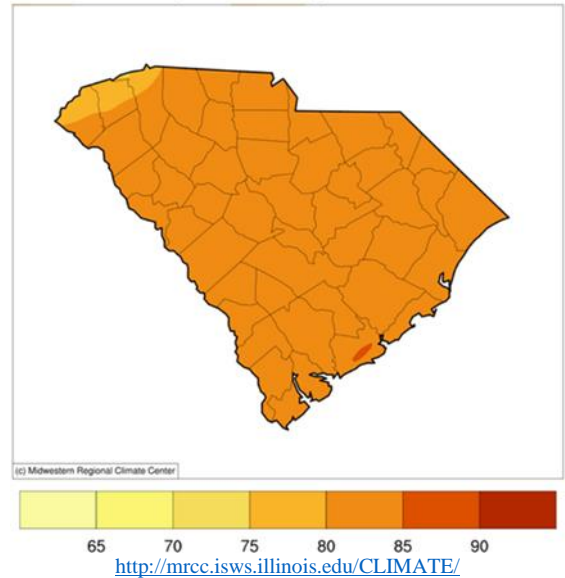 (c) Midwestern Regional Climate Center
65 70 75 80 85 90
http://mrcc.isws.illinois.edu/CLIMATE/